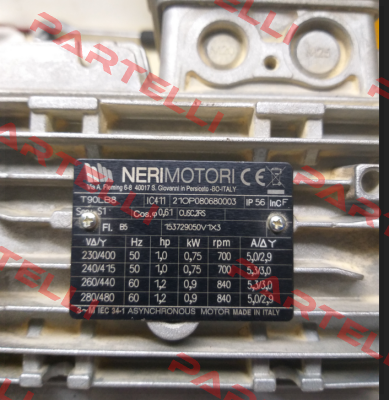 NERIMOTORI CE
Via A. Fleming 6-8 40017 S. Giovanni in Persiceto -BO-ITALY
T90LB8 IC411 21OP080680003 IP 56 InC F
S1 Cos.φ 0,61
FL B5 153729050V1X3
V∆/Y Hz hp kW rpm A/∆Y
230/400 50 1,0 0,75 700 5,0/2,9
240/415 50 1,0 0,75 700 5,3/3,0
260/440 60 1,2 0,9 840 5,3/3,0
280/480 60 1,2 0,9 840 5,0/2,9
3~M IEC 34-1 ASYNCHRONOUS MOTOR MADE IN ITALY
PARTELLI
PARTELLI
PARTELLI